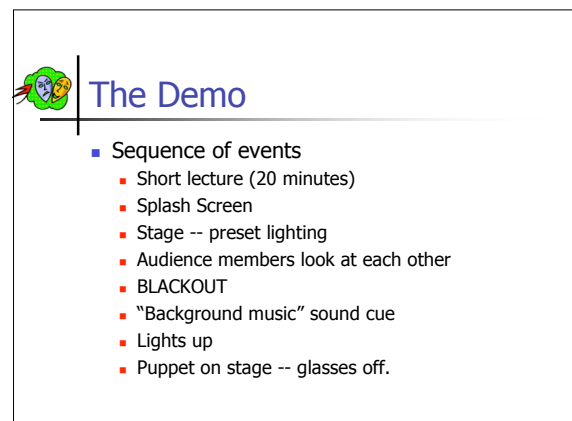 The Demo
Sequence of events
Short lecture (20 minutes)
Splash Screen
Stage -- preset lighting
Audience members look at each other
BLACKOUT
“Background music” sound cue
Lights up
Puppet on stage -- glasses off.